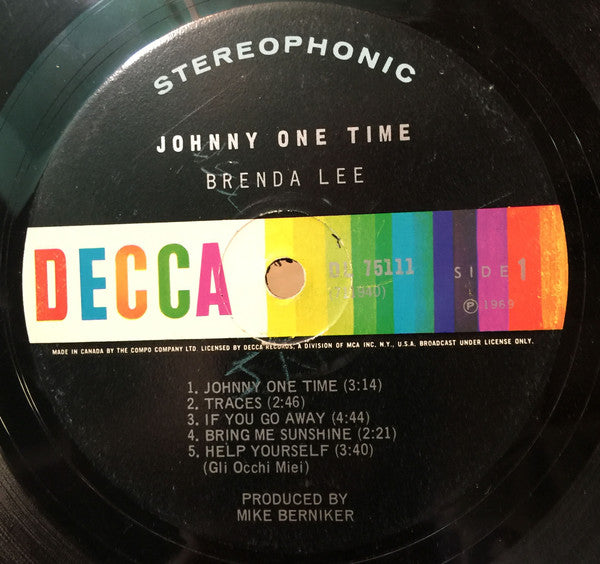 STEREOPHONIC
JOHNNY ONE TIME
BRENDA LEE
DECCA
75111
SIDE 1
Ⓟ 1969
MADE IN CANADA BY THE COMPO COMPANY LTD. LICENSED BY DECCA RECORDS, A DIVISION OF MCA INC. N.Y., U.S.A. BROADCAST UNDER LICENSE ONLY.
1. JOHNNY ONE TIME (3:14)
2. TRACES (2:46)
3. IF YOU GO AWAY (4:44)
4. BRING ME SUNSHINE (2:21)
5. HELP YOURSELF (3:40)
(Gli Occhi Miei)
PRODUCED BY
MIKE BERNIKER